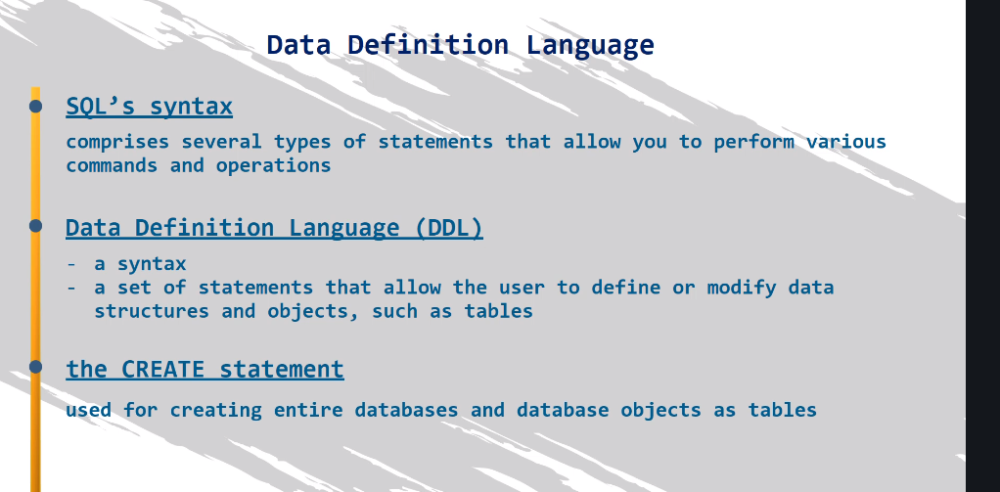 Data Definition Language
SQL’s syntax
comprises several types of statements that allow you to perform various
commands and operations
Data Definition Language (DDL)
- a syntax
- a set of statements that allow the user to define or modify data
structures and objects, such as tables
the CREATE statement
used for creating entire databases and database objects as tables